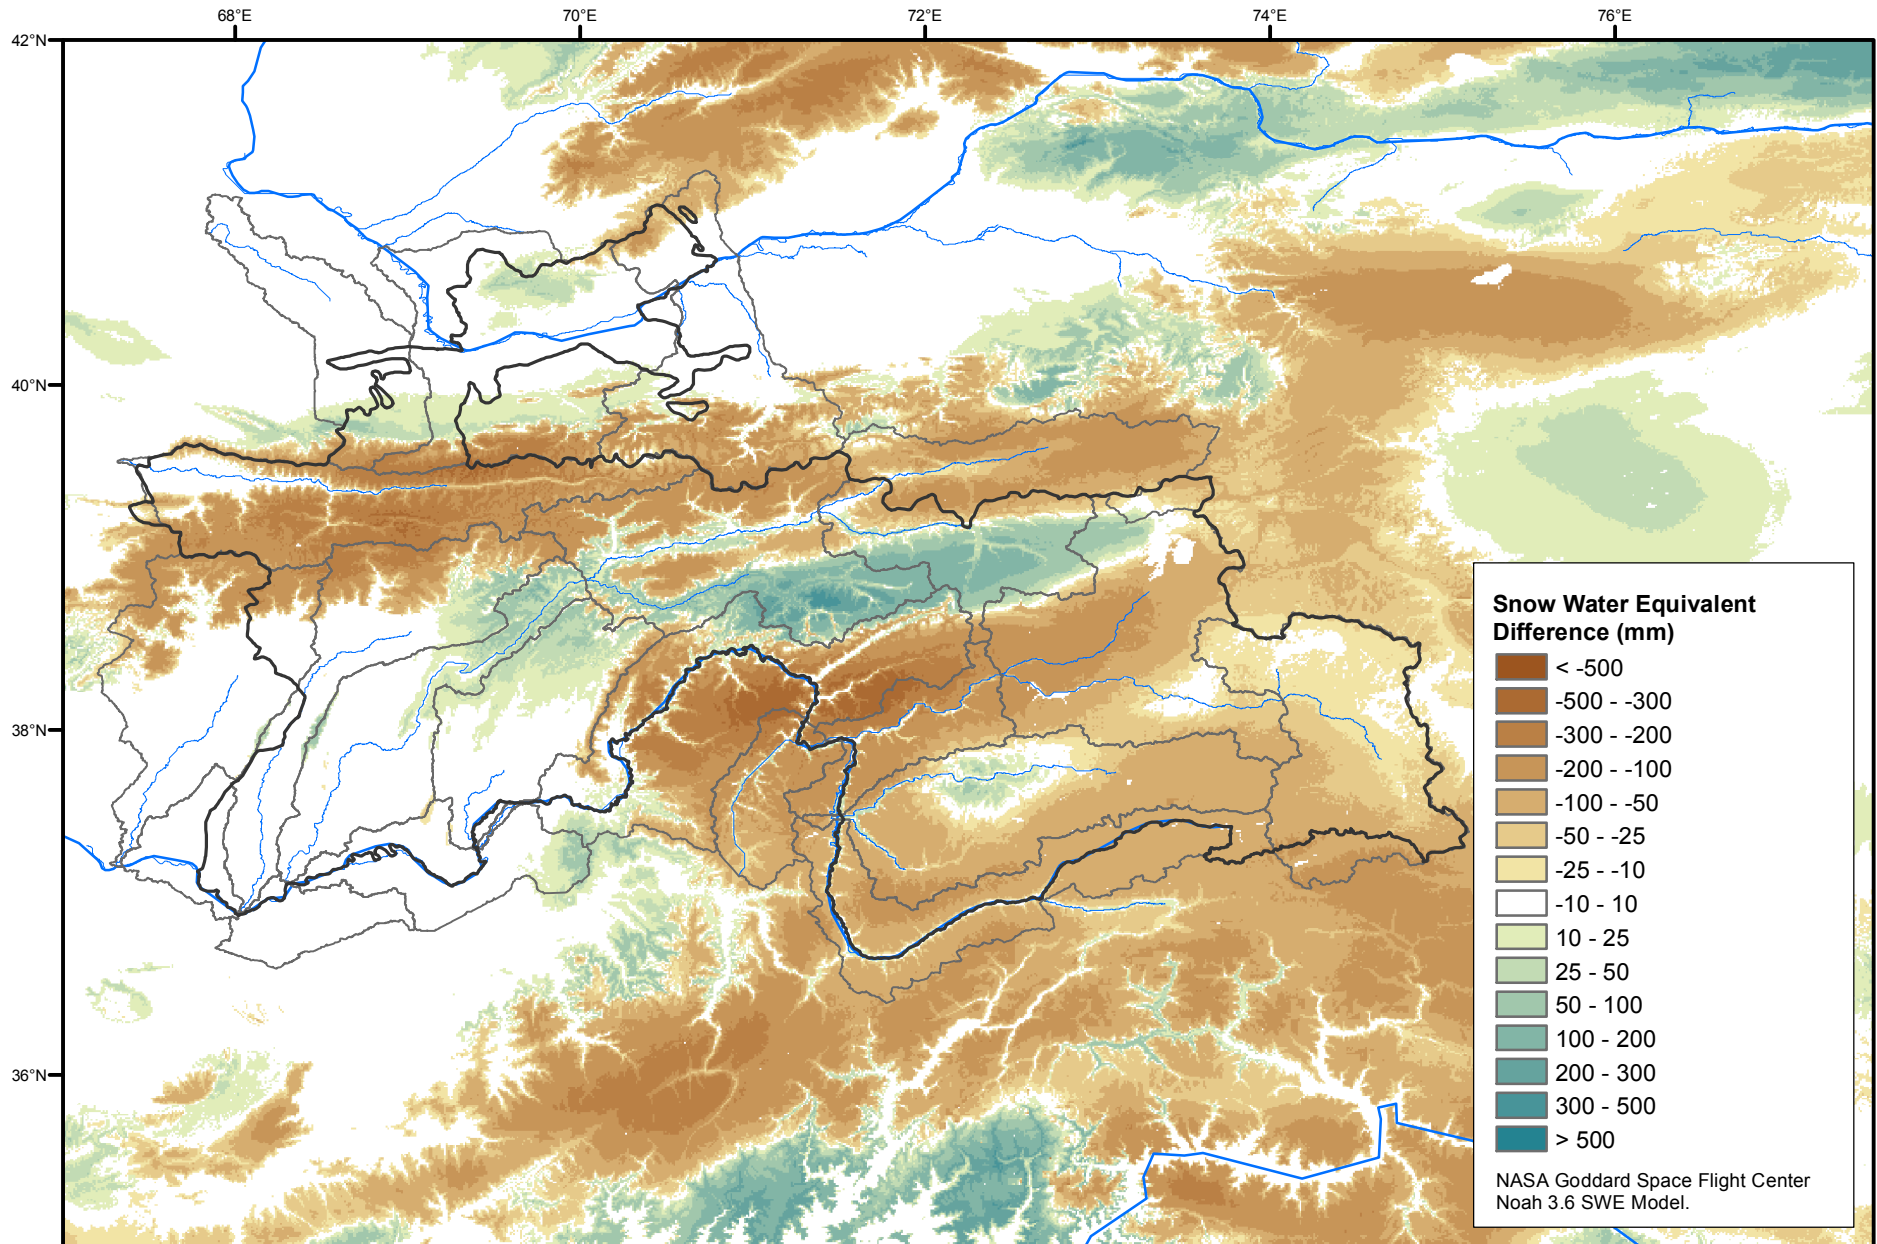 68°E
70°E
72°E
74°E
76°E
42°N
40°N
38°N
36°N
Snow Water Equivalent
Difference (mm)
< -500
-500 - -300
-300 - -200
-200 - -100
-100 - -50
-50 - -25
-25 - -10
-10 - 10
10 - 25
25 - 50
50 - 100
100 - 200
200 - 300
300 - 500
> 500
NASA Goddard Space Flight Center
Noah 3.6 SWE Model.